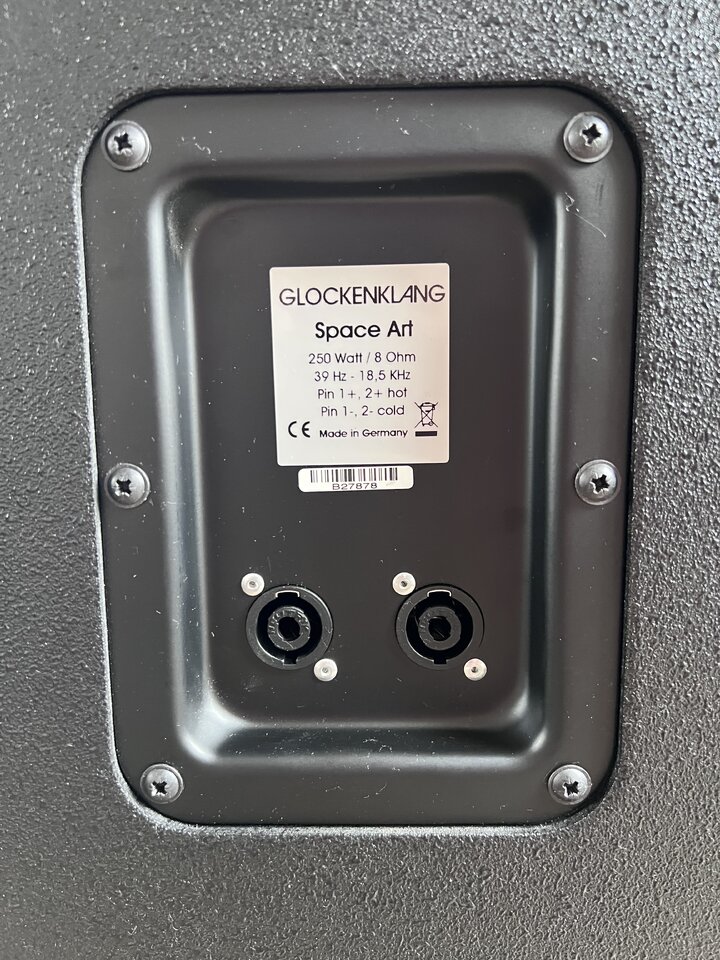 GLOCKENKLANG
Space Art
250 Watt / 8 Ohm
39 Hz - 18,5 KHz
Pin 1+, 2+ hot
Pin 1-, 2- cold
CE Made in Germany
B27878